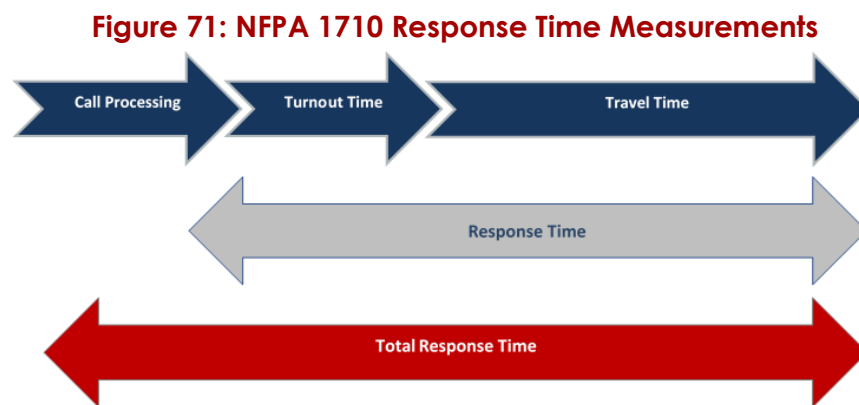 Figure 71: NFPA 1710 Response Time Measurements
Call Processing
Turnout Time
Travel Time
Response Time
Total Response Time